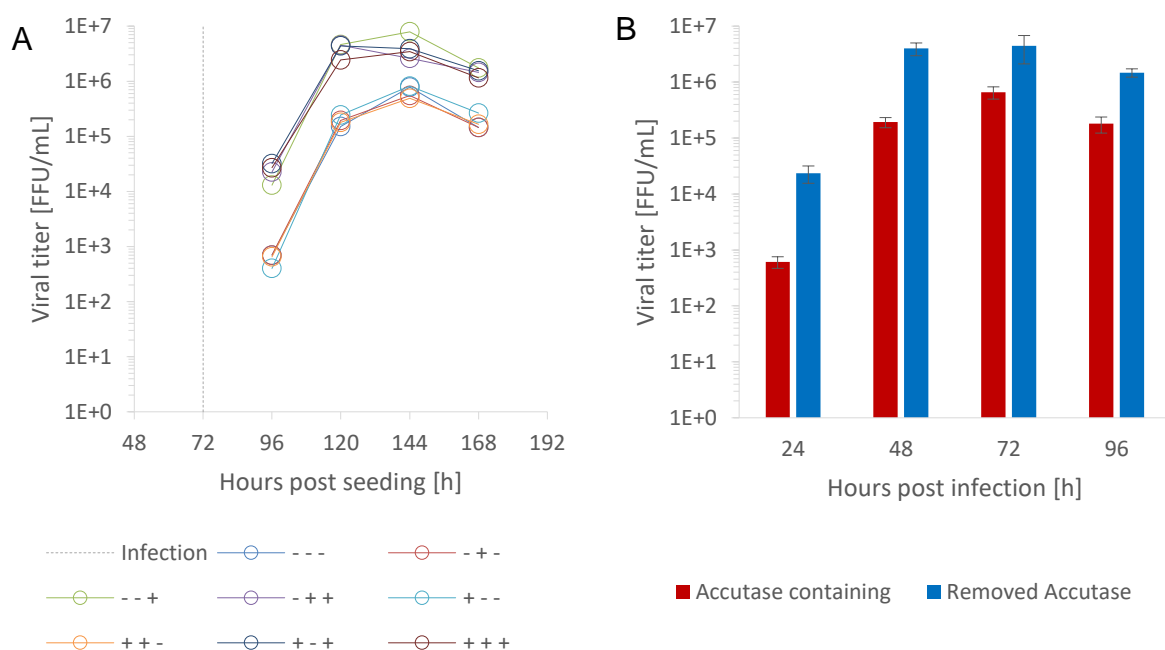 A
Viral titer [FFU/mL]
1E+7
1E+6
1E+5
1E+4
1E+3
1E+2
1E+1
1E+0
48 72 96 120 144 168 192
Hours post seeding [h]
Infection - - - - + -
- - + - + + + - -
+ + - + - + + + +
B
Viral titer [FFU/mL]
1E+7
1E+6
1E+5
1E+4
1E+3
1E+2
1E+1
1E+0
24 48 72 96
Hours post infection [h]
Accutase containing Removed Accutase